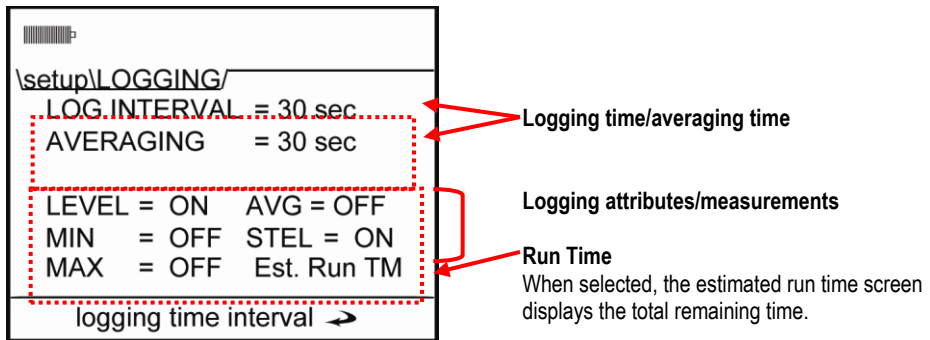 \setup\LOGGING/
LOG INTERVAL = 30 sec
AVERAGING = 30 sec
LEVEL = ON AVG = OFF
MIN = OFF STEL = ON
MAX = OFF Est. Run TM
logging time interval
Logging time/averaging time
Logging attributes/measurements
Run Time
When selected, the estimated run time screen
displays the total remaining time.